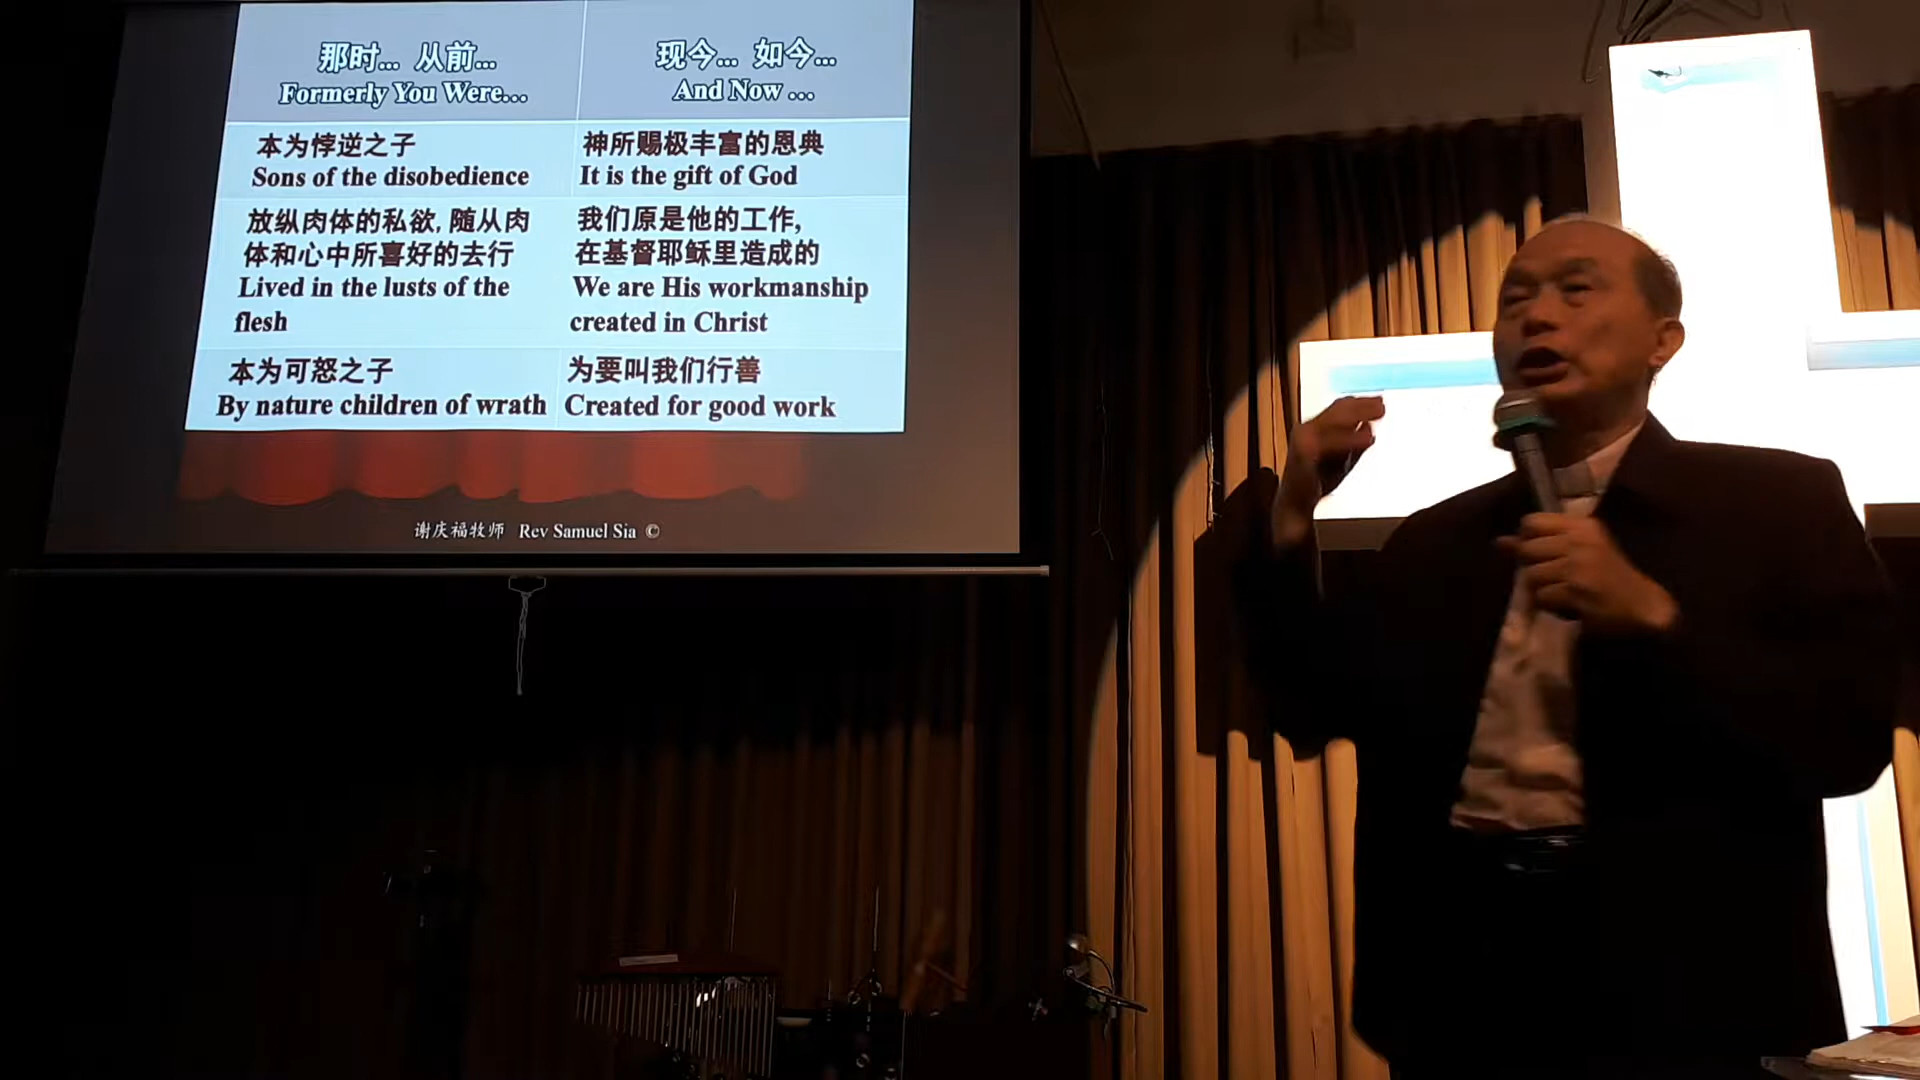 那时... 从前...
Formerly You Were...
现今... 如今...
And Now ...
本为悖逆之子
Sons of the disobedience
神所赐极丰富的恩典
It is the gift of God
放纵肉体的私欲, 随从肉
体和心中所喜好的去行
Lived in the lusts of the
flesh
我们原是他的工作,
在基督耶稣里造成的
We are His workmanship
created in Christ
本为可怒之子
By nature children of wrath
为要叫我们行善
Created for good work
谢庆福牧师 Rev Samuel Sia ©